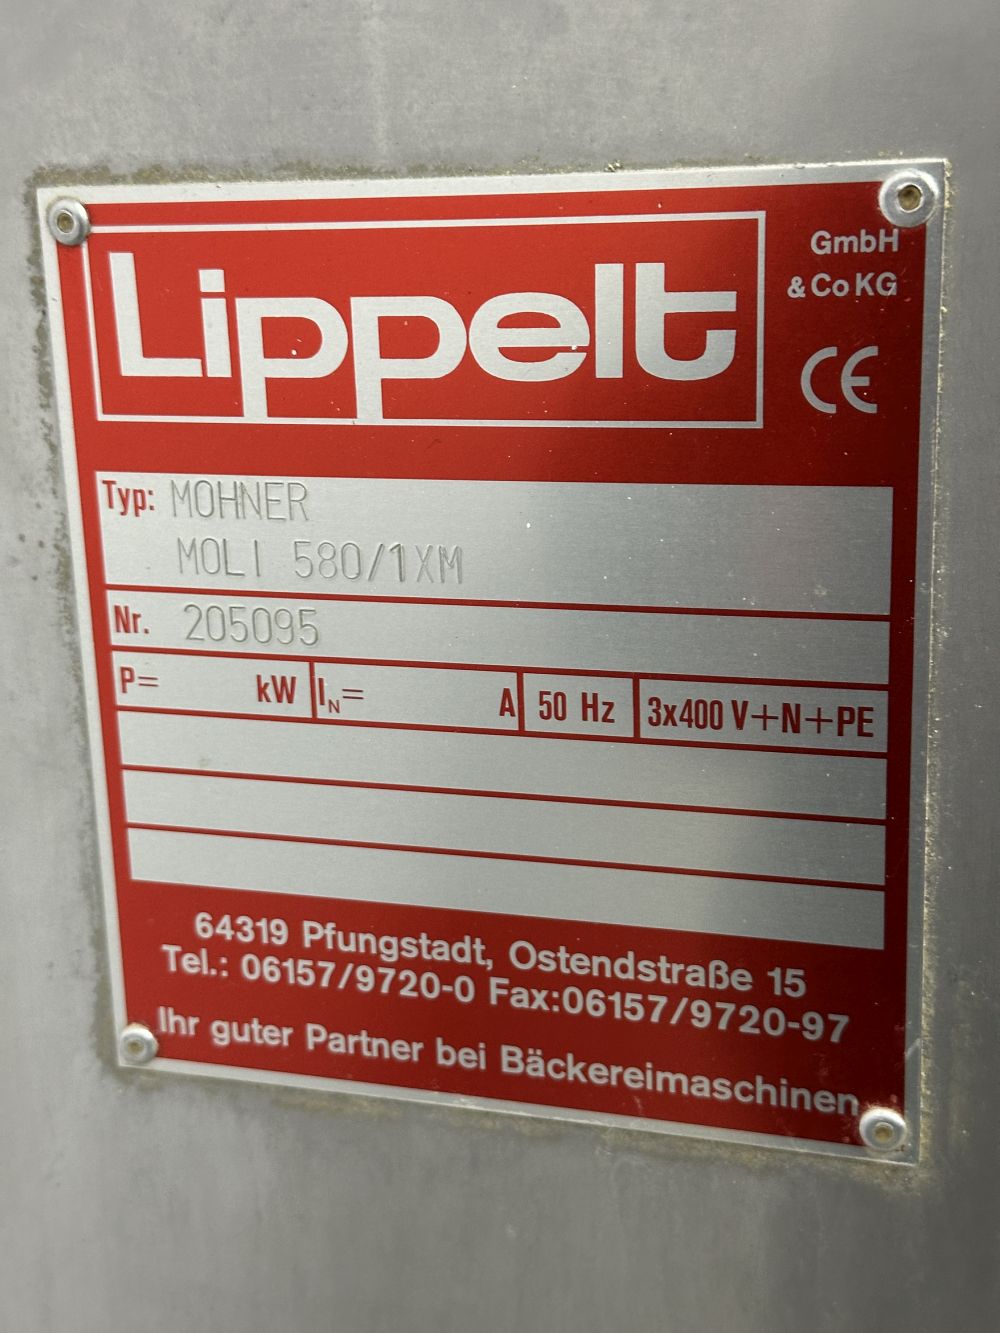 Lippelt
GmbH
& Co KG
CE
Typ: MOHNER
MOLI 580/1XM
Nr. 205095
P= kW I_N= A 50 Hz 3x400 V+N+PE
64319 Pfungstadt, Ostendstraße 15
Tel.: 06157/9720-0 Fax:06157/9720-97
Ihr guter Partner bei Bäckereimaschinen